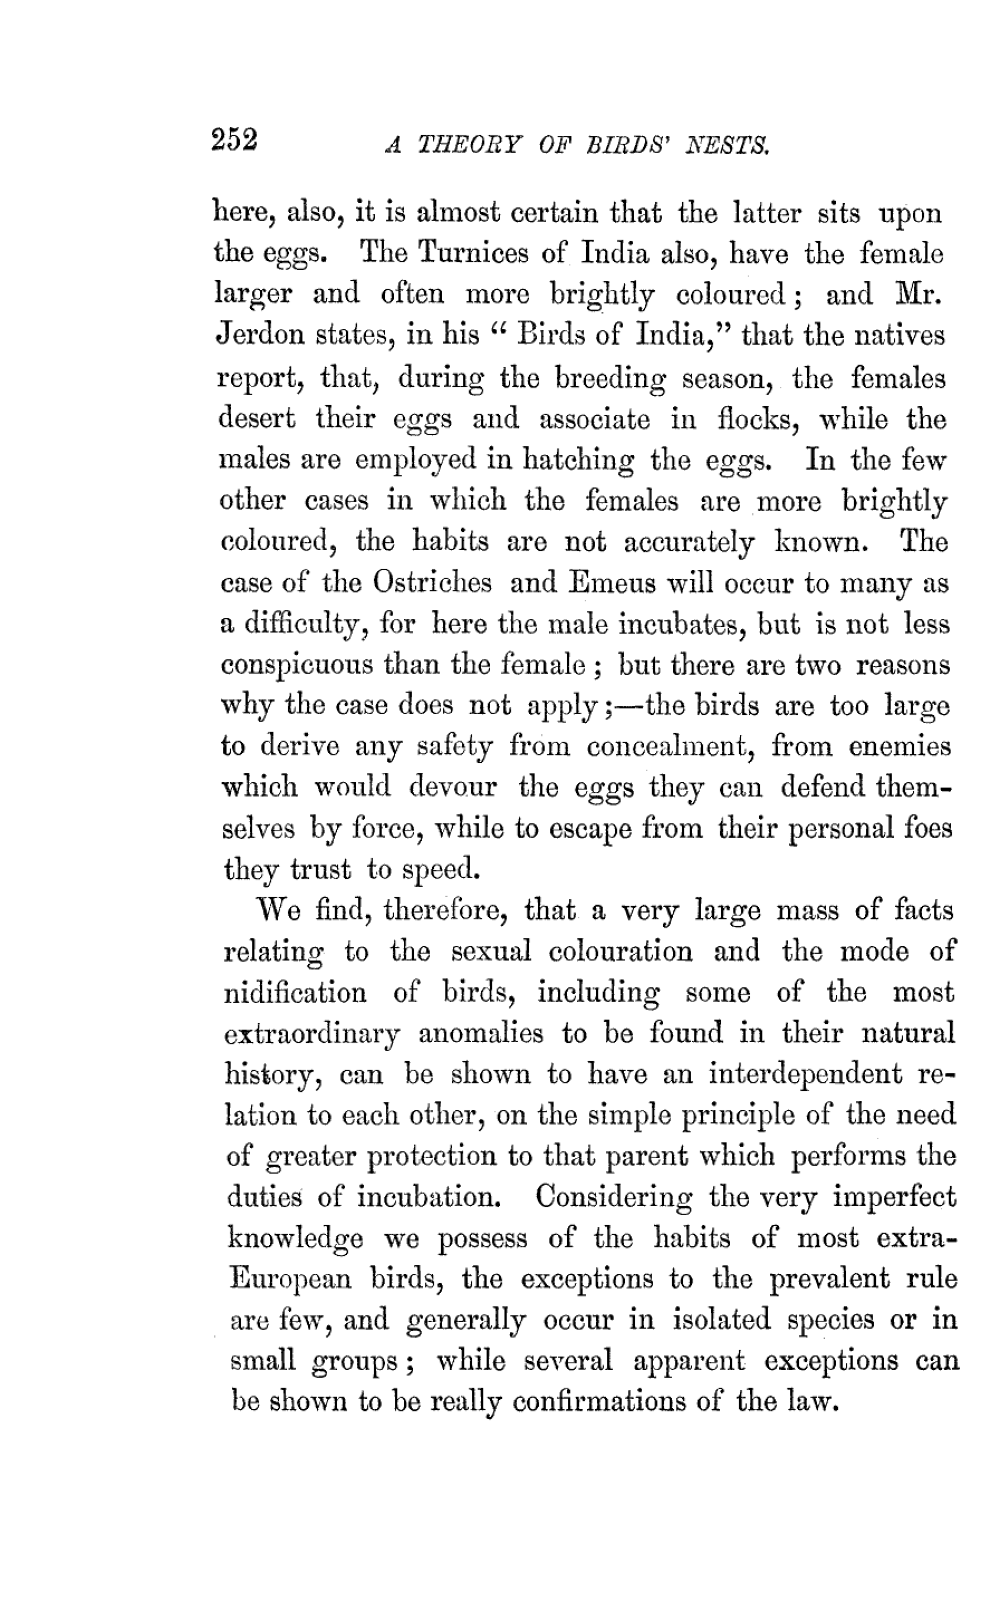 252 A THEORY OF BIRDS' NESTS.
here, also, it is almost certain that the latter sits upon
the eggs. The Turnices of India also, have the female
larger and often more brightly coloured; and Mr.
Jerdon states, in his “ Birds of India,” that the natives
report, that, during the breeding season, the females
desert their eggs and associate in flocks, while the
males are employed in hatching the eggs. In the few
other cases in which the females are more brightly
coloured, the habits are not accurately known. The
case of the Ostriches and Emeus will occur to many as
a difficulty, for here the male incubates, but is not less
conspicuous than the female; but there are two reasons
why the case does not apply;—the birds are too large
to derive any safety from concealment, from enemies
which would devour the eggs they can defend them-
selves by force, while to escape from their personal foes
they trust to speed.
We find, therefore, that a very large mass of facts
relating to the sexual colouration and the mode of
nidification of birds, including some of the most
extraordinary anomalies to be found in their natural
history, can be shown to have an interdependent re-
lation to each other, on the simple principle of the need
of greater protection to that parent which performs the
duties of incubation. Considering the very imperfect
knowledge we possess of the habits of most extra-
European birds, the exceptions to the prevalent rule
are few, and generally occur in isolated species or in
small groups; while several apparent exceptions can
be shown to be really confirmations of the law.